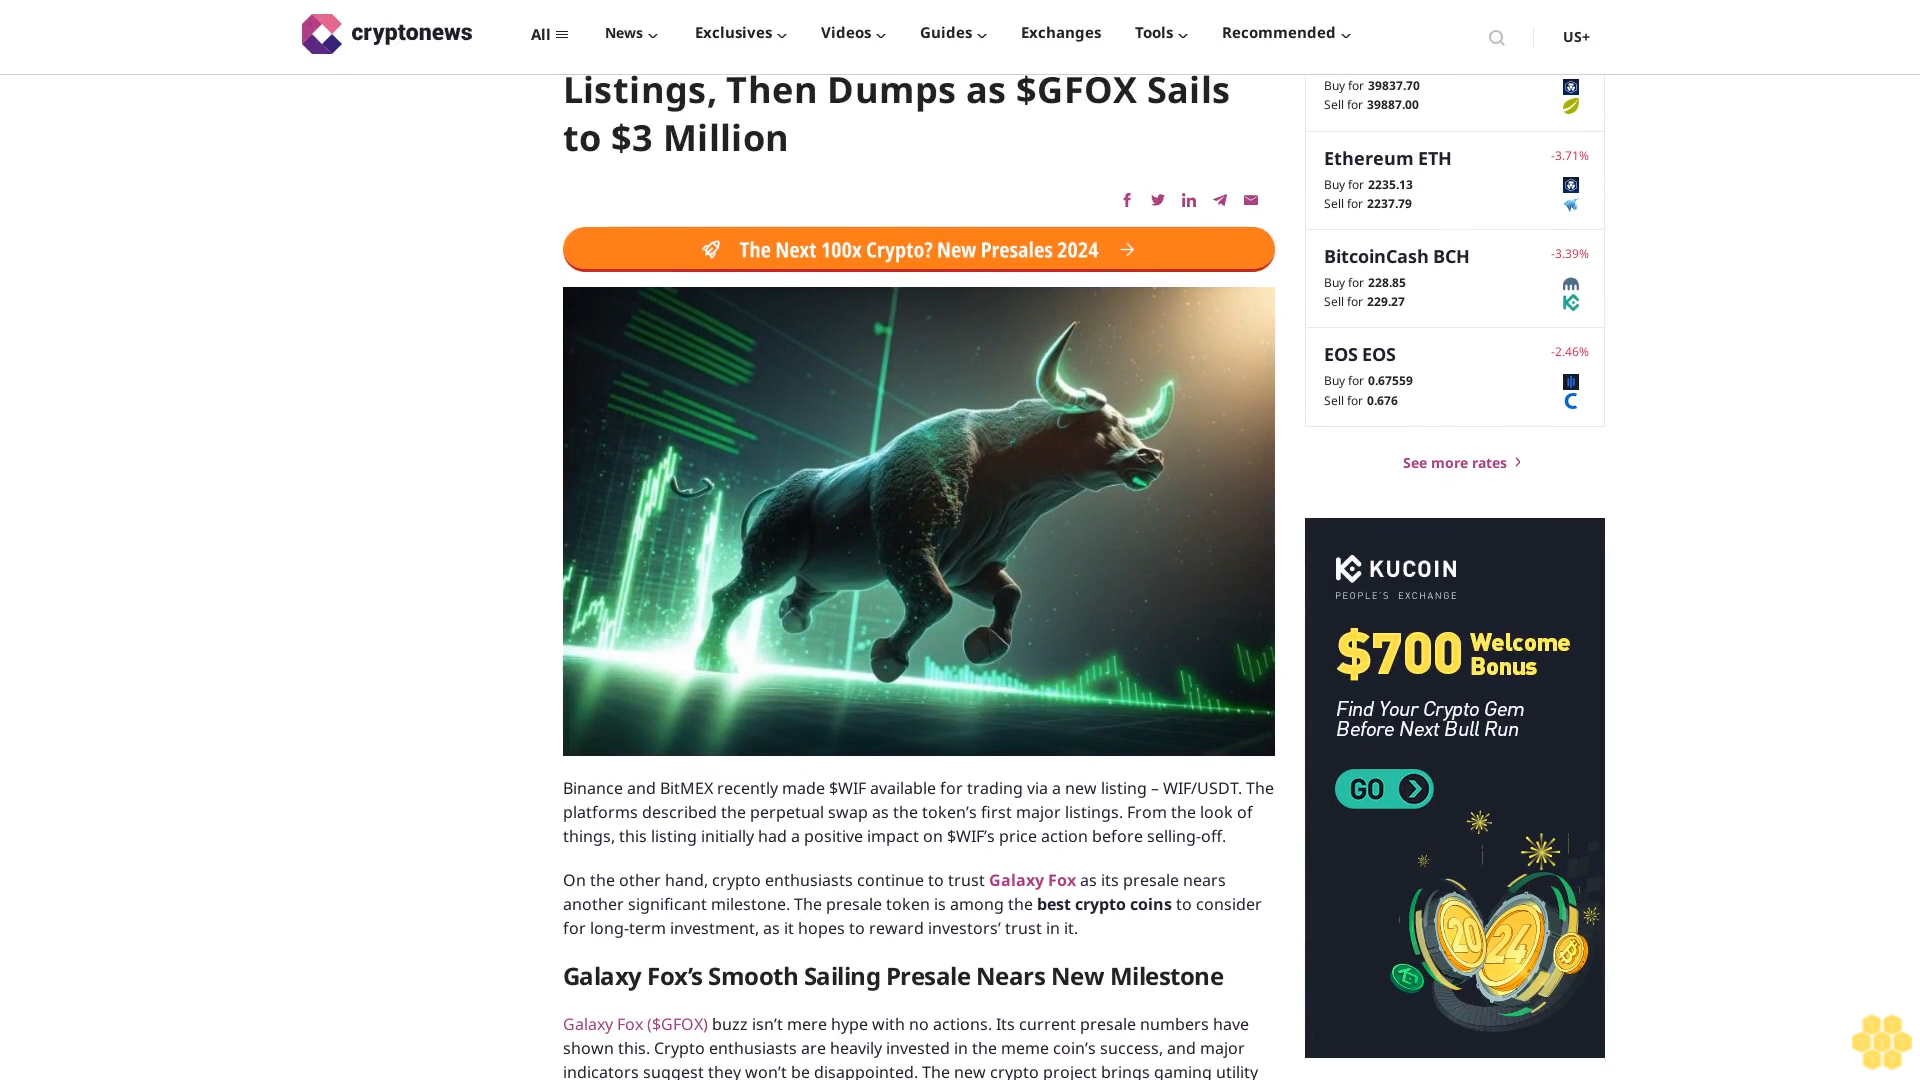 cryptonews
All
News
Exclusives
Videos
Guides
Exchanges
Tools
Recommended
US+
Listings, Then Dumps as $GFOX Sails
to $3 Million
The Next 100x Crypto? New Presales 2024
Binance and BitMEX recently made $WIF available for trading via a new listing – WIF/USDT. The
platforms described the perpetual swap as the token’s first major listings. From the look of
things, this listing initially had a positive impact on $WIF’s price action before selling-off.
On the other hand, crypto enthusiasts continue to trust Galaxy Fox as its presale nears
another significant milestone. The presale token is among the best crypto coins to consider
for long-term investment, as it hopes to reward investors’ trust in it.
Galaxy Fox’s Smooth Sailing Presale Nears New Milestone
Galaxy Fox ($GFOX) buzz isn’t mere hype with no actions. Its current presale numbers have
shown this. Crypto enthusiasts are heavily invested in the meme coin’s success, and major
indicators suggest they won’t be disappointed. The new crypto project brings gaming utility
Buy for 39837.70
Sell for 39887.00
Ethereum ETH
-3.71%
Buy for 2235.13
Sell for 2237.79
BitcoinCash BCH
-3.39%
Buy for 228.85
Sell for 229.27
EOS EOS
-2.46%
Buy for 0.67559
Sell for 0.676
See more rates
KUCOIN
PEOPLE'S EXCHANGE
$700 Welcome
Bonus
Find Your Crypto Gem
Before Next Bull Run
GO
20 24